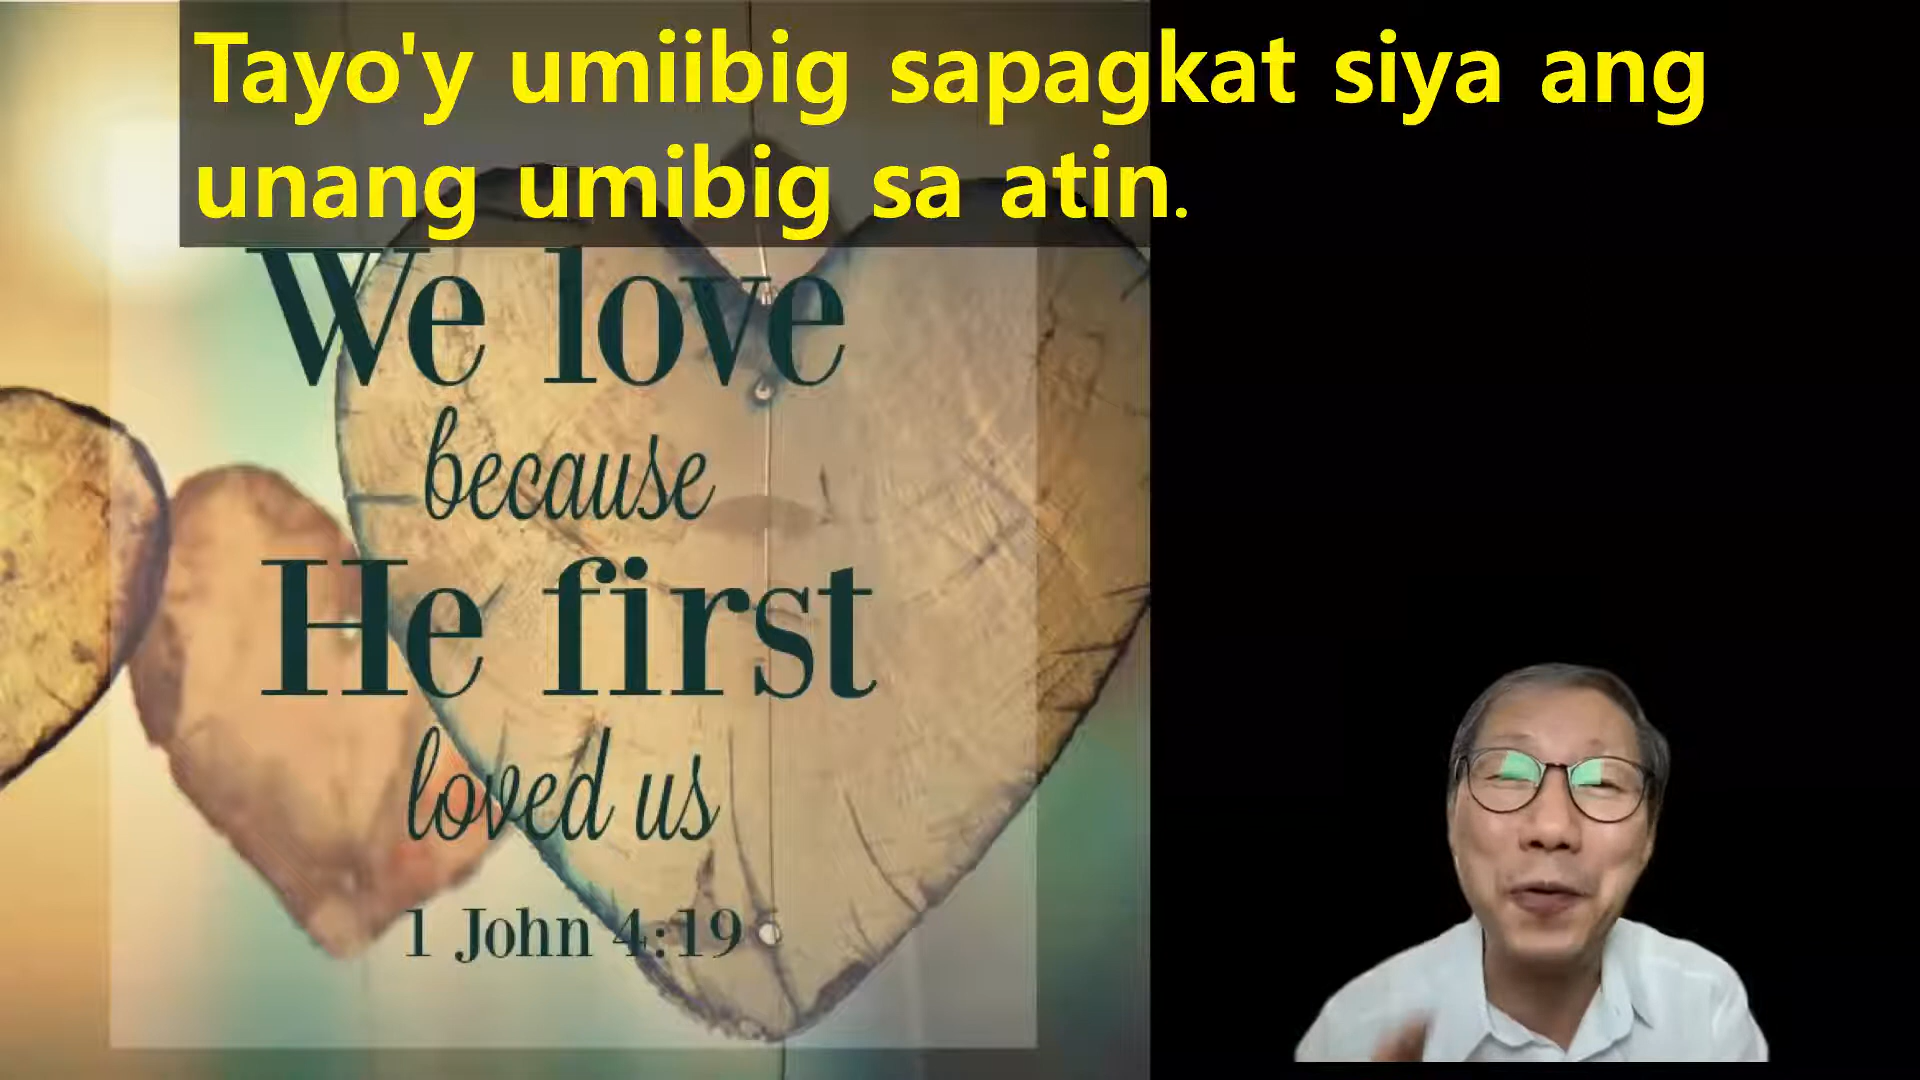 Tayo'y umiibig sapagkat siya ang
unang umibig sa atin.
We love
because
He first
loved us
1 John 4:19